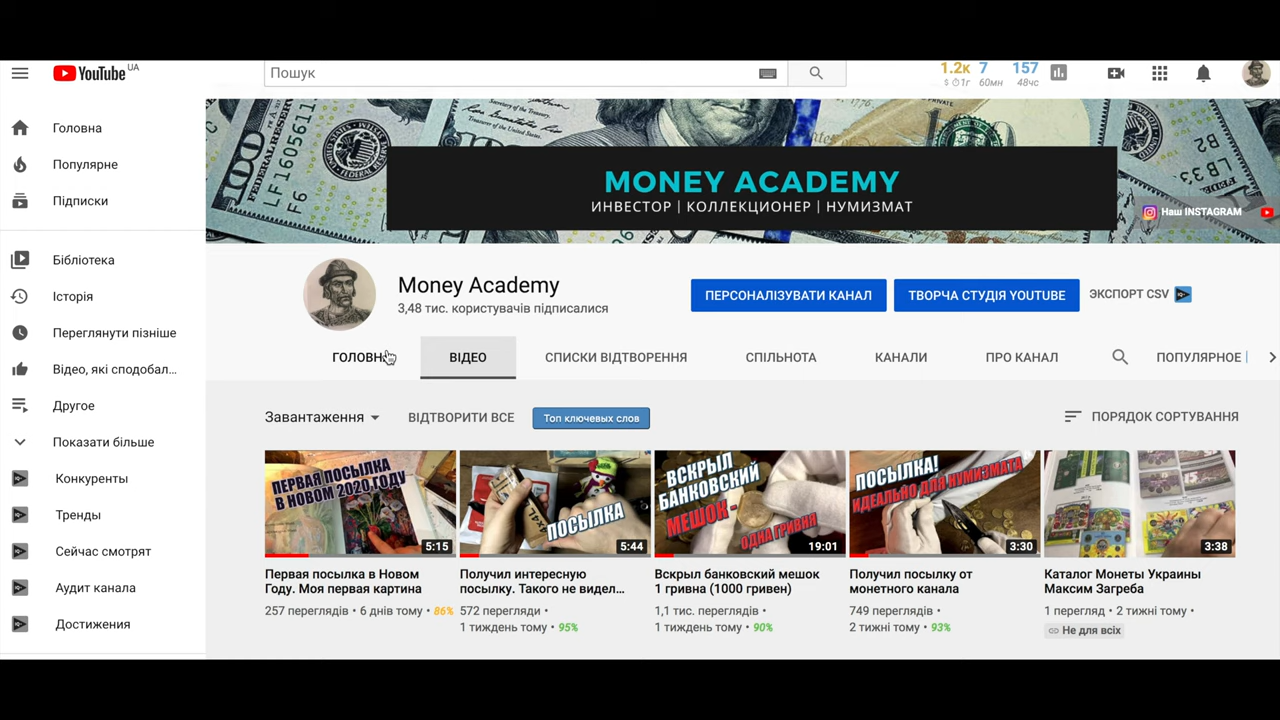 YouTube UA
Пошук
1.2к 7 157
$ 1г 60мн 48чс
Головна
Популярне
Підписки
Бібліотека
Історія
Переглянути пізніше
Відео, які сподобал...
Другое
Показати більше
Конкуренты
Тренды
Сейчас смотрят
Аудит канала
Достижения
MONEY ACADEMY
ИНВЕСТОР | КОЛЛЕКЦИОНЕР | НУМИЗМАТ
Наш INSTAGRAM
Money Academy
3,48 тис. користувачів підписалися
ПЕРСОНАЛІЗУВАТИ КАНАЛ
ТВОРЧА СТУДІЯ YOUTUBE
ЭКСПОРТ CSV
ГОЛОВНА ВІДЕО СПИСКИ ВІДТВОРЕННЯ СПІЛЬНОТА КАНАЛИ ПРО КАНАЛ ПОПУЛЯРНОЕ
Завантаження ВІДТВОРИТИ ВСЕ Топ ключевых слов ПОРЯДОК СОРТУВАННЯ
ПЕРВАЯ ПОСЫЛКА
В НОВОМ 2020 ГОДУ
5:15
Первая посылка в Новом
Году. Моя первая картина
257 переглядів • 6 днів тому • 86%
ПОСЫЛКА
5:44
Получил интересную
посылку. Такого не видел...
572 перегляди •
1 тиждень тому • 95%
ВСКРЫЛ
БАНКОВСКИЙ
МЕШОК -
ОДНА ГРИВНЯ
19:01
Вскрыл банковский мешок
1 гривна (1000 гривен)
1,1 тис. переглядів •
1 тиждень тому • 90%
ПОСЫЛКА!
ИДЕАЛЬНО ДЛЯ НУМИЗМАТА
3:30
Получил посылку от
монетного канала
749 переглядів •
2 тижні тому • 93%
3:38
Каталог Монеты Украины
Максим Загреба
1 перегляд • 2 тижні тому •
Не для всіх